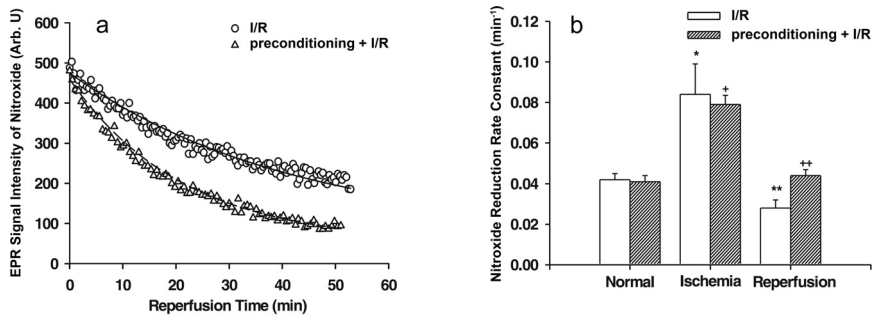 a
I/R
preconditioning + I/R
EPR Signal Intensity of Nitroxide (Arb. U)
600
500
400
300
200
100
0
0 10 20 30 40 50 60
Reperfusion Time (min)
b
I/R
preconditioning + I/R
Nitroxide Reduction Rate Constant (min⁻¹)
0.12
0.10
0.08
0.06
0.04
0.02
0.00
*
+
**
++
Normal Ischemia Reperfusion